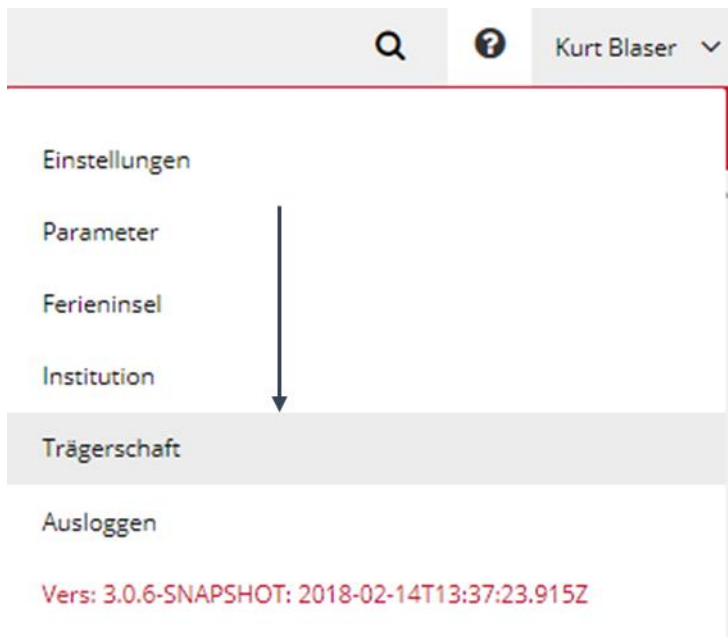 Kurt Blaser
Einstellungen
Parameter
Ferieninsel
Institution
Trägerschaft
Ausloggen
Vers: 3.0.6-SNAPSHOT: 2018-02-14T13:37:23.915Z